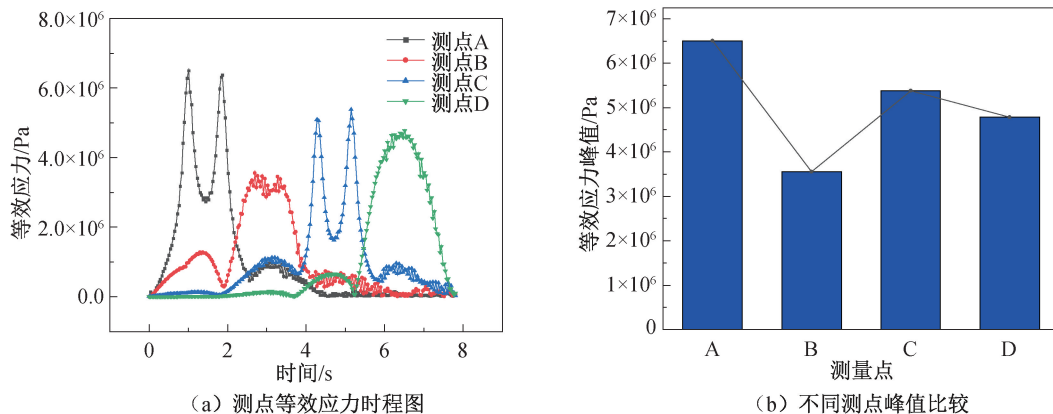 8.0×10⁶
6.0×10⁶
4.0×10⁶
2.0×10⁶
0.0
等效应力/Pa
测点A
测点B
测点C
测点D
0 2 4 6 8
时间/s
（a）测点等效应力时程图
7×10⁶
6×10⁶
5×10⁶
4×10⁶
3×10⁶
2×10⁶
1×10⁶
0
等效应力峰值/Pa
A B C D
测量点
（b）不同测点峰值比较